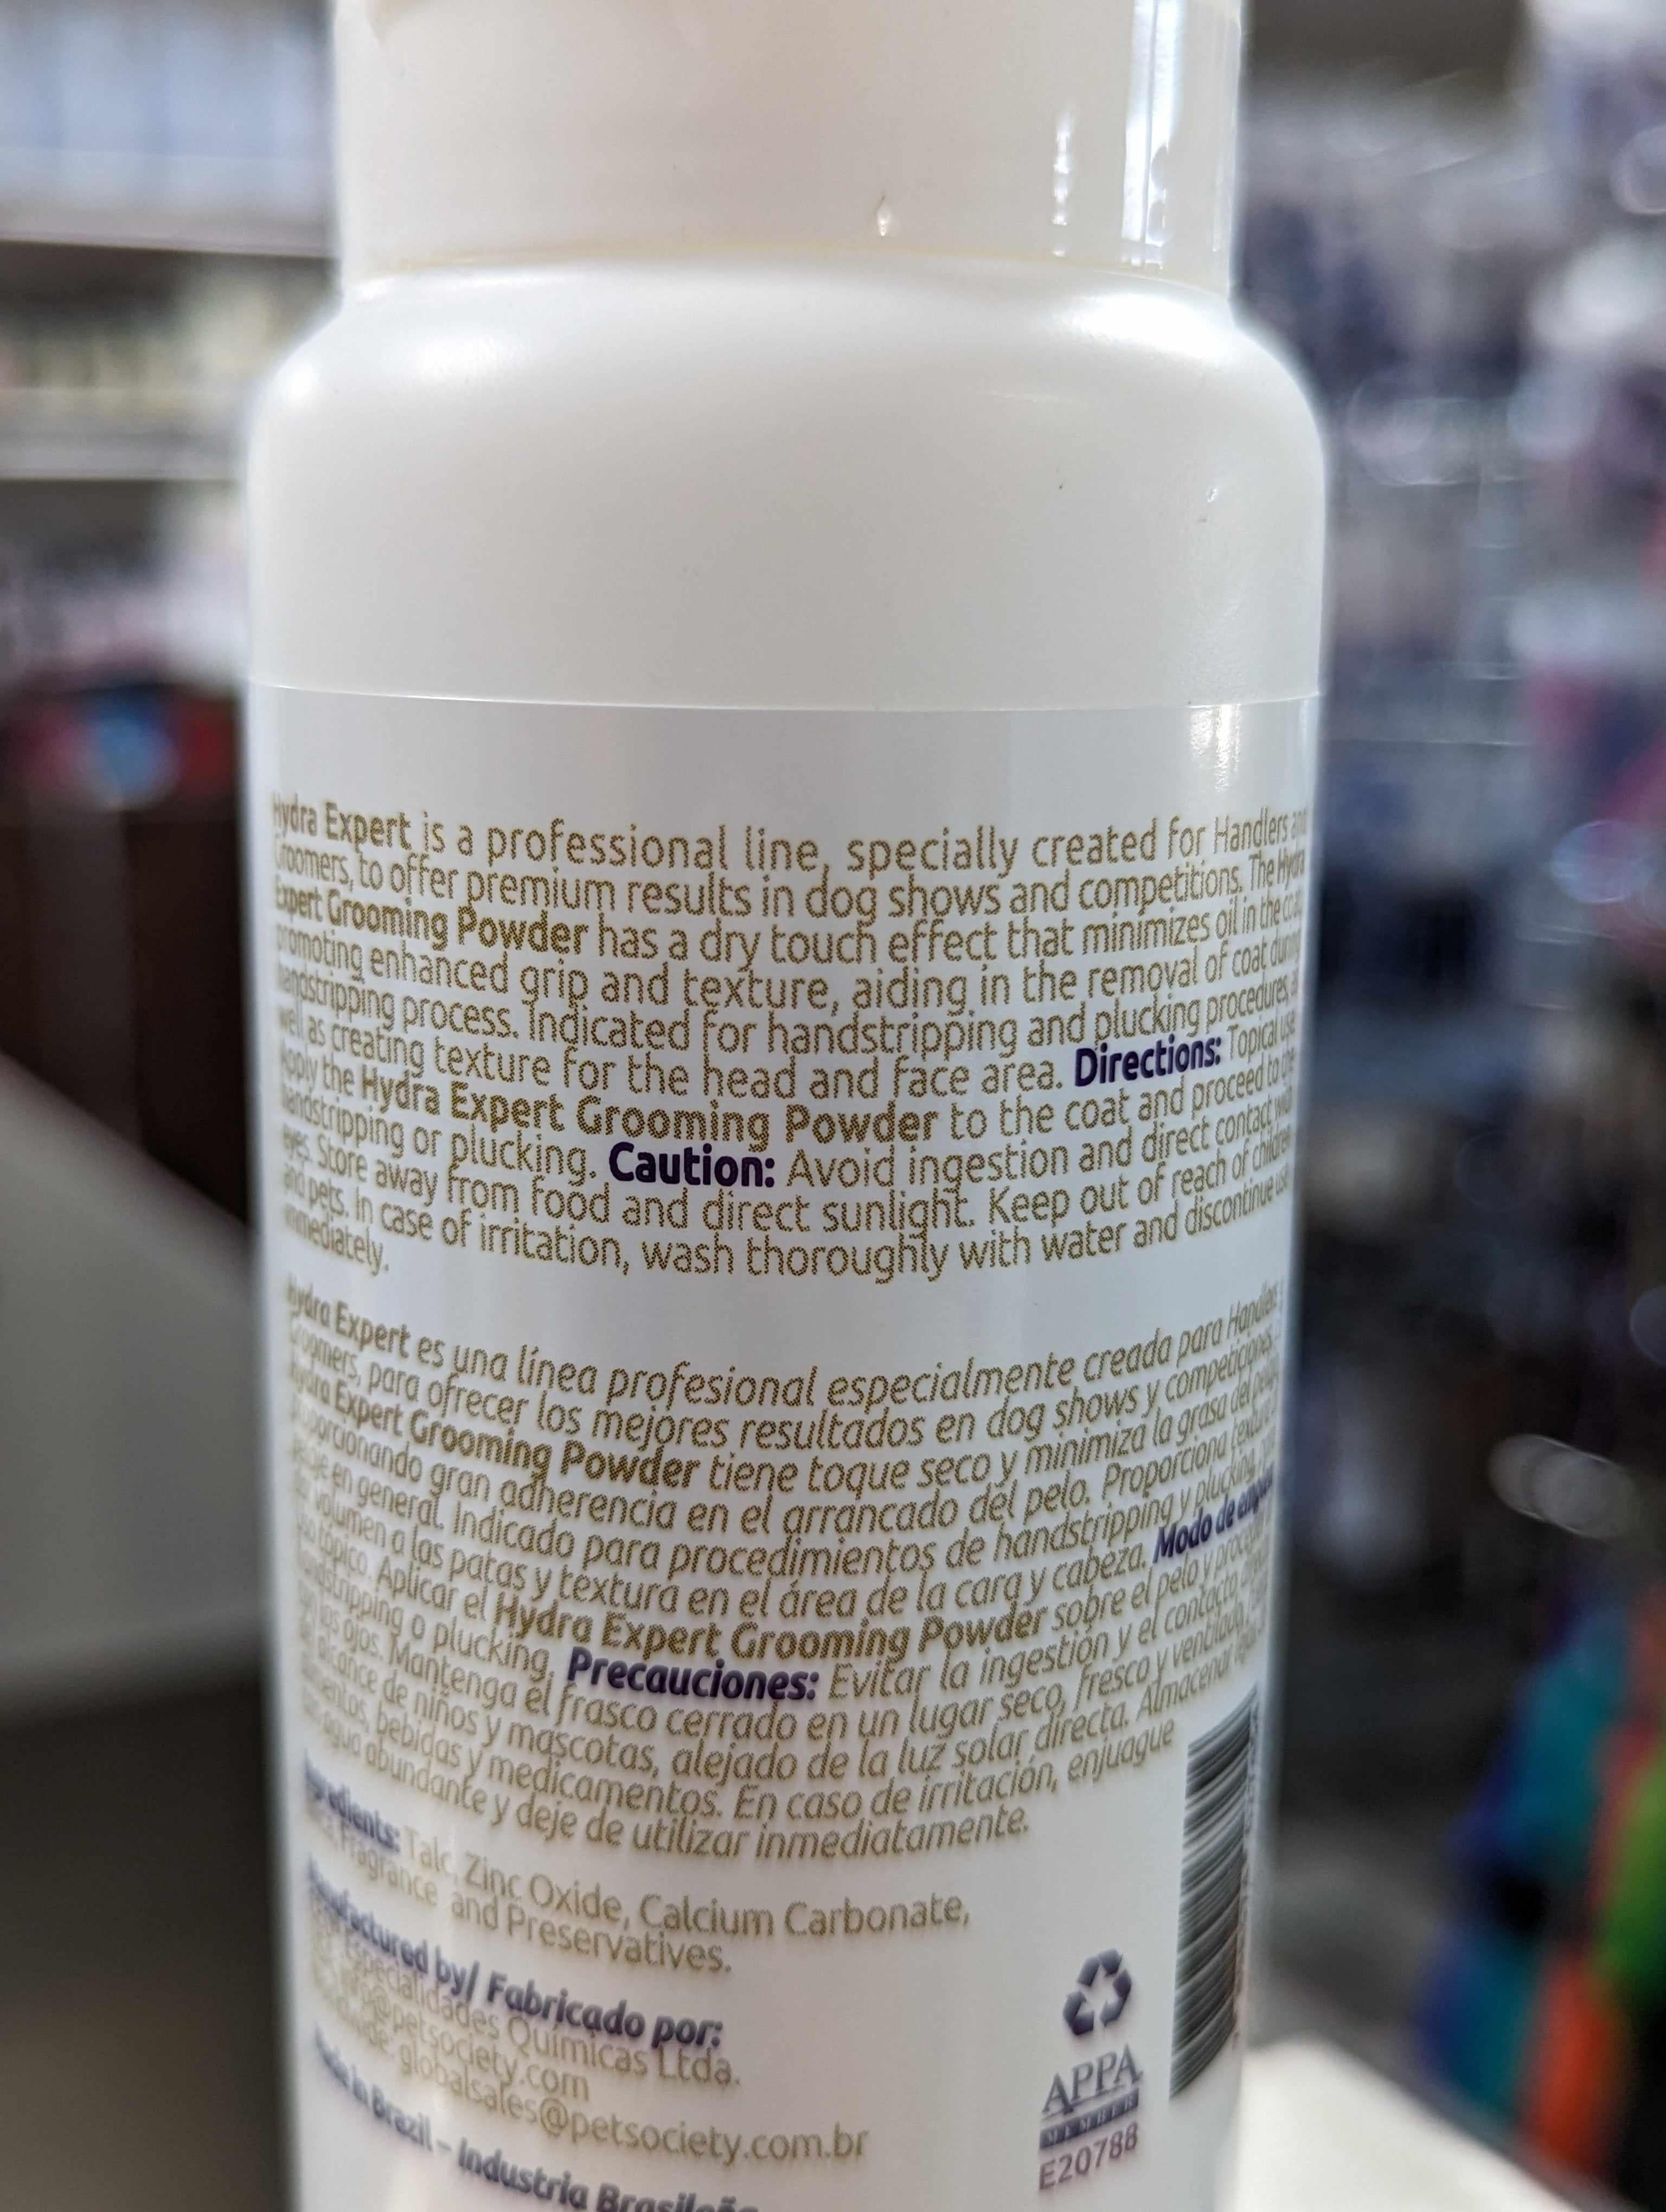 Hydra Expert is a professional line, specially created for Handlers and
Groomers, to offer premium results in dog shows and competitions. The Hydra
Expert Grooming Powder has a dry touch effect that minimizes oil in the coat,
promoting enhanced grip and texture, aiding in the removal of coat during
handstripping process. Indicated for handstripping and plucking procedures, as
well as creating texture for the head and face area. Directions: Topical use.
Apply the Hydra Expert Grooming Powder to the coat and proceed to the
handstripping or plucking. Caution: Avoid ingestion and direct contact with
eyes. Store away from food and direct sunlight. Keep out of reach of children
and pets. In case of irritation, wash thoroughly with water and discontinue use
immediately.
Hydra Expert es una línea profesional especialmente creada para Handlers y
Groomers, para ofrecer los mejores resultados en dog shows y competiciones.
Hydra Expert Grooming Powder tiene toque seco y minimiza la grasa del pelo,
proporcionando gran adherencia en el arrancado del pelo. Proporciona textura
en general. Indicado para procedimientos de handstripping y plucking,
volumen a las patas y textura en el área de la cara y cabeza. Modo de
tópico. Aplicar el Hydra Expert Grooming Powder sobre el pelo y proceder
handstripping o plucking. Precauciones: Evitar la ingestión y el contacto
los ojos. Mantenga el frasco cerrado en un lugar seco, fresco y ventilado,
alcance de niños y mascotas, alejado de la luz solar directa. Almacenar
bebidas y medicamentos. En caso de irritación, enjuague
agua abundante y deje de utilizar inmediatamente.
Ingredients: Talc, Zinc Oxide, Calcium Carbonate,
Fragrance and Preservatives.
Manufactured by/ Fabricado por:
Especialidades Químicas Ltda.
info@petsociety.com
globalsales@petsociety.com.br
Made in Brazil - Industria Brasileña
APPA
MEMBER
E20788